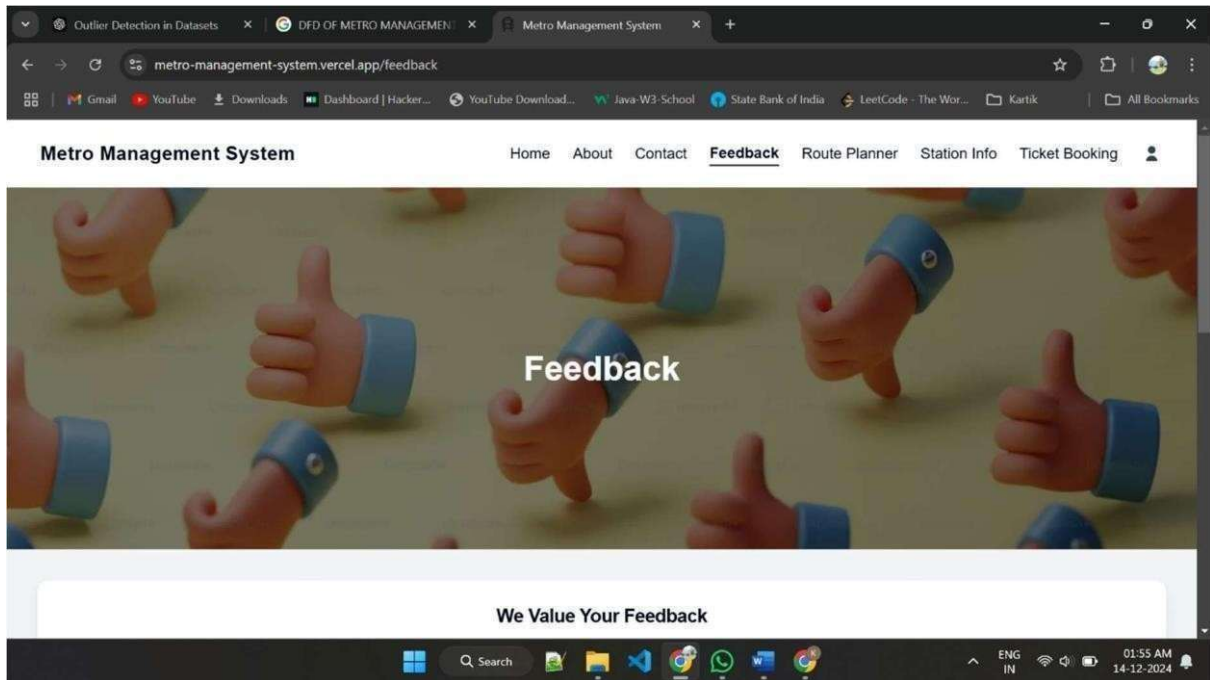 Outlier Detection in Datasets
DFD OF METRO MANAGEMENT
Metro Management System
metro-management-system.vercel.app/feedback
Gmail YouTube Downloads Dashboard | Hacker... YouTube Download... Java-W3-School State Bank of India LeetCode - The Wor... Kartik All Bookmarks
Metro Management System Home About Contact Feedback Route Planner Station Info Ticket Booking
Feedback
We Value Your Feedback
Search ENG 01:55 AM
IN 14-12-2024